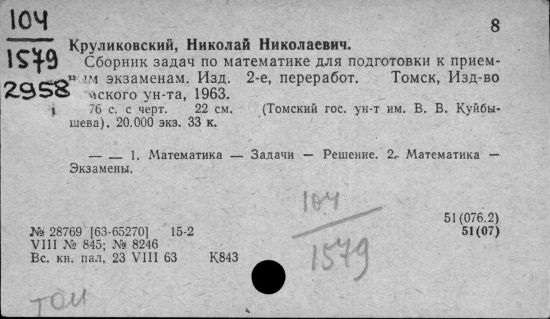 104
1579
2958
8
Круликовский, Николай Николаевич.
Сборник задач по математике для подготовки к прием-
экзаменам. Изд. 2-е, переработ. Томск, Изд-во
ун-та, 1963.
76 с. с черт. 22 см. (Томский гос. ун-т им. В. В. Куйбы-
шева). 20.000 экз. 33 к.
— — 1. Математика — Задачи — Решение. 2. Математика —
Экзамены.
104
1579
51(076.2)
№ 28769 [63-65270] 15-2 51(07)
VIII № 845; № 8246
Вс. кн. пал. 23 VIII 63 К843